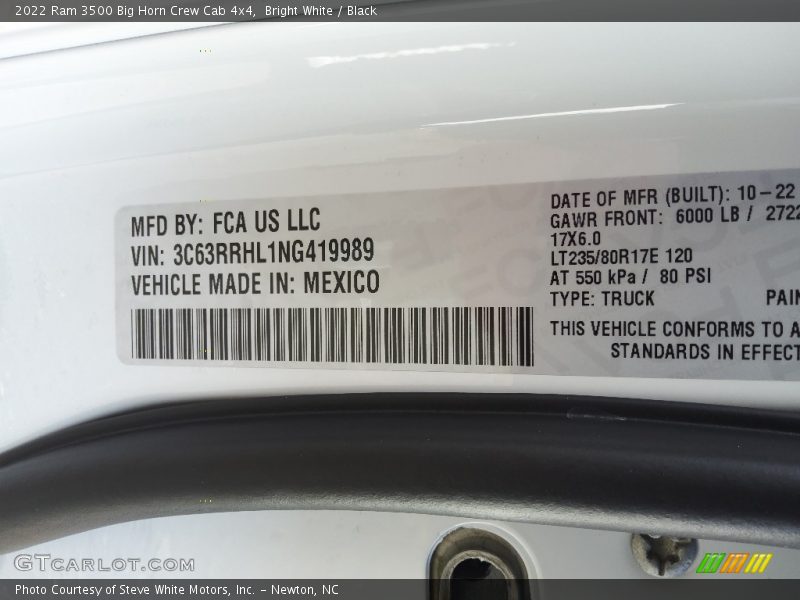 2022 Ram 3500 Big Horn Crew Cab 4x4, Bright White / Black
MFD BY: FCA US LLC
VIN: 3C63RRHL1NG419989
VEHICLE MADE IN: MEXICO
DATE OF MFR (BUILT): 10-22
GAWR FRONT: 6000 LB / 2722
17X6.0
LT235/80R17E 120
AT 550 kPa / 80 PSI
TYPE: TRUCK PAIN
THIS VEHICLE CONFORMS TO A
STANDARDS IN EFFECT
GTCARLOT.COM
Photo Courtesy of Steve White Motors, Inc. - Newton, NC